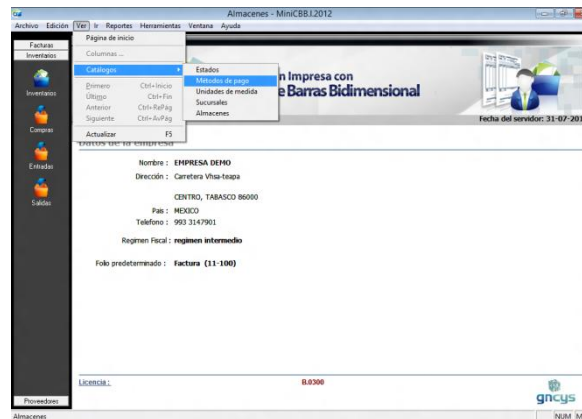 Almacenes - MiniCBB.I.2012
Archivo Edición Ver Ir Reportes Herramientas Ventana Ayuda
Facturas
Inventarios
Inventarios
Compras
Entradas
Salidas
Proveedores
Página de inicio
Columnas ...
Catálogos
Primero Ctrl+Inicio
Último Ctrl+Fin
Anterior Ctrl+RePág
Siguiente Ctrl+AvPág
Actualizar F5
Estados
Métodos de pago
Unidades de medida
Sucursales
Almacenes
n Impresa con
e Barras Bidimensional
Fecha del servidor: 31-07-201
Datos de la empresa
Nombre : EMPRESA DEMO
Dirección : Carretera Vhsa-teapa
CENTRO, TABASCO 86000
Pais : MEXICO
Telefono : 993 3147901
Regimen Fiscal : regimen intermedio
Folio predeterminado : Factura (11-100)
Licencia : B.0300
gncys
Almacenes NUM M